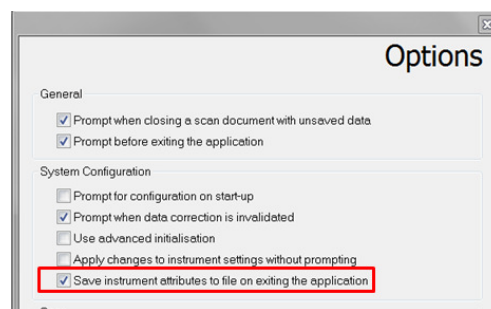 Options
General
Prompt when closing a scan document with unsaved data
Prompt before exiting the application
System Configuration
Prompt for configuration on start-up
Prompt when data correction is invalidated
Use advanced initialisation
Apply changes to instrument settings without prompting
Save instrument attributes to file on exiting the application